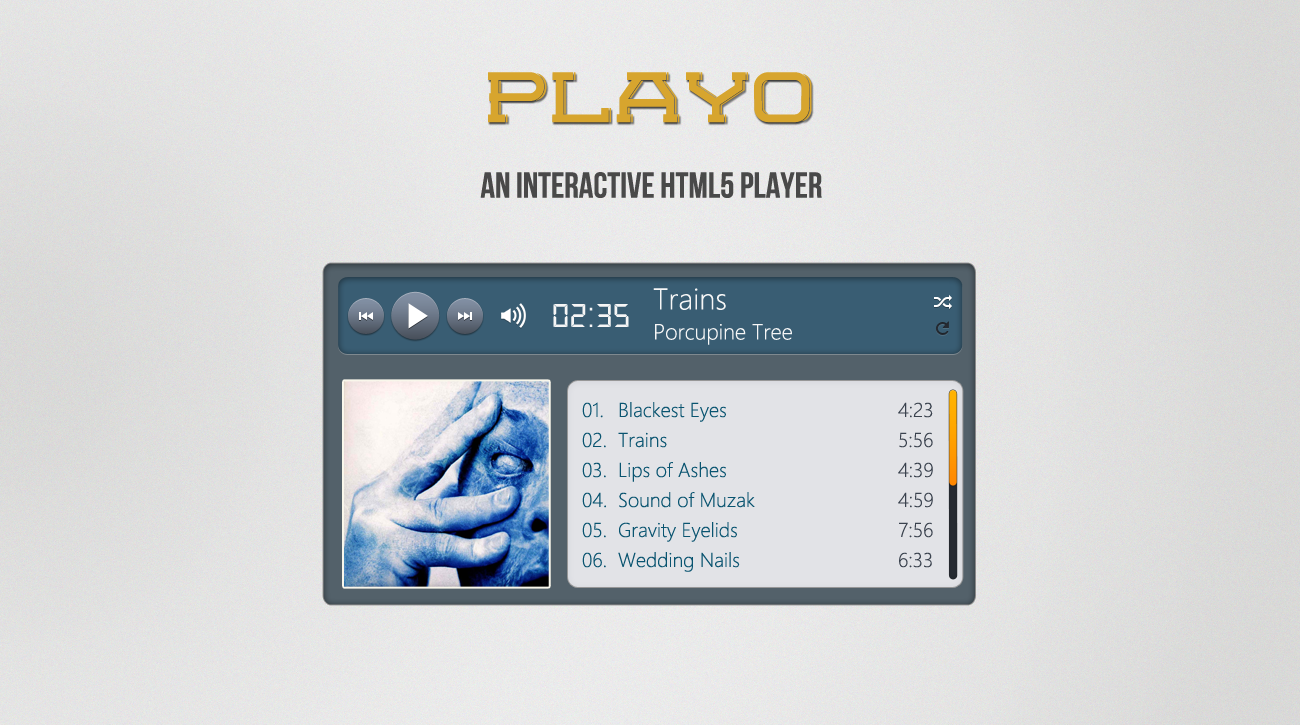 PLAYO
AN INTERACTIVE HTML5 PLAYER
02:35
Trains
Porcupine Tree
01. Blackest Eyes 4:23
02. Trains 5:56
03. Lips of Ashes 4:39
04. Sound of Muzak 4:59
05. Gravity Eyelids 7:56
06. Wedding Nails 6:33